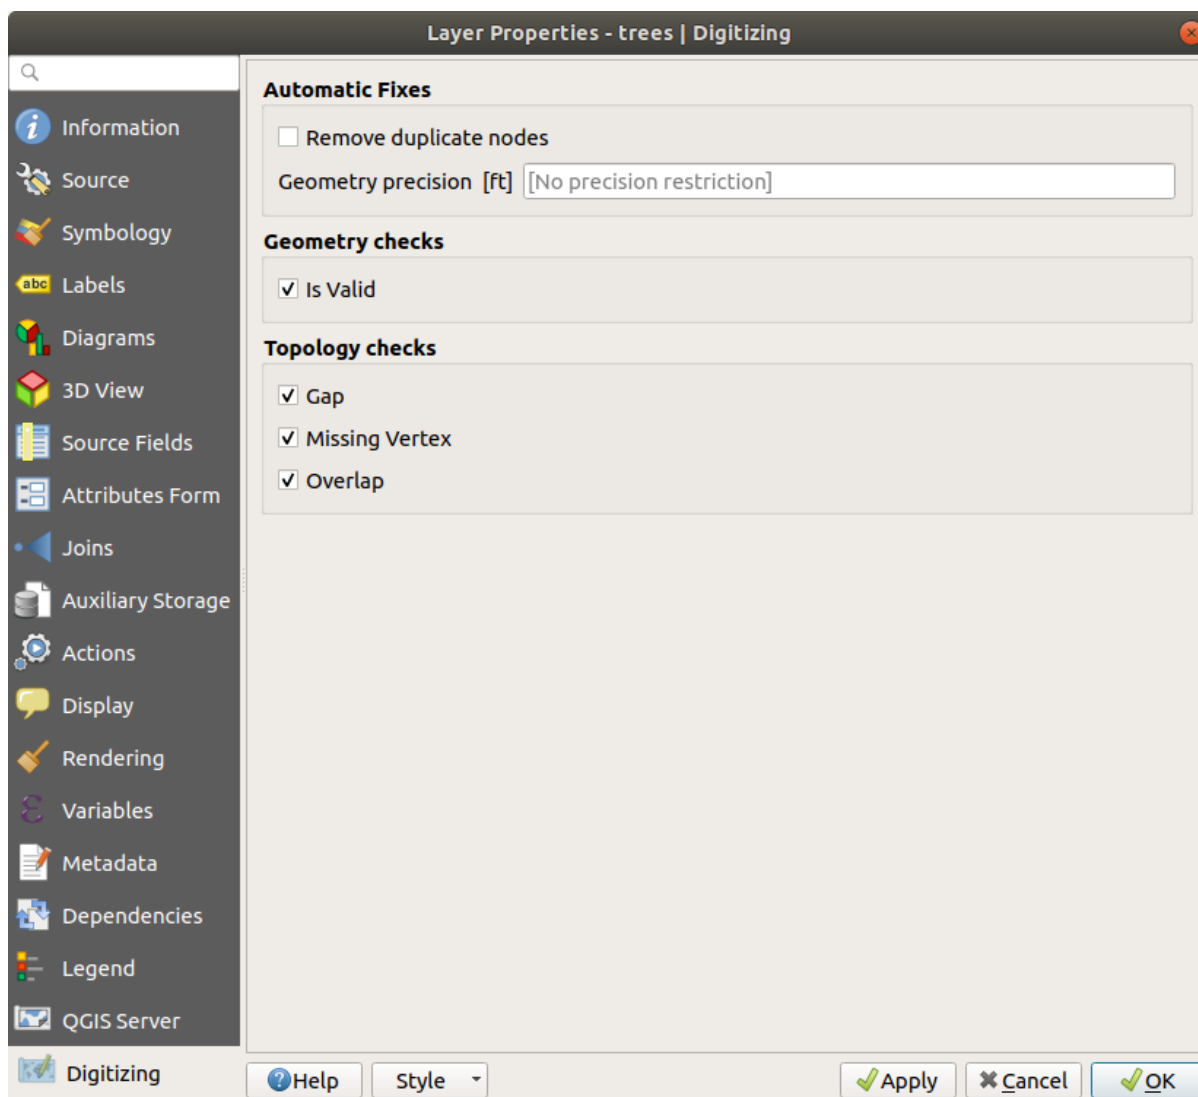 Layer Properties - trees | Digitizing
Information
Source
Symbology
abc Labels
Diagrams
3D View
Source Fields
Attributes Form
Joins
Auxiliary Storage
Actions
Display
Rendering
Variables
Metadata
Dependencies
Legend
QGIS Server
Digitizing
Automatic Fixes
Remove duplicate nodes
Geometry precision [ft] [No precision restriction]
Geometry checks
Is Valid
Topology checks
Gap
Missing Vertex
Overlap
Help Style Apply Cancel OK